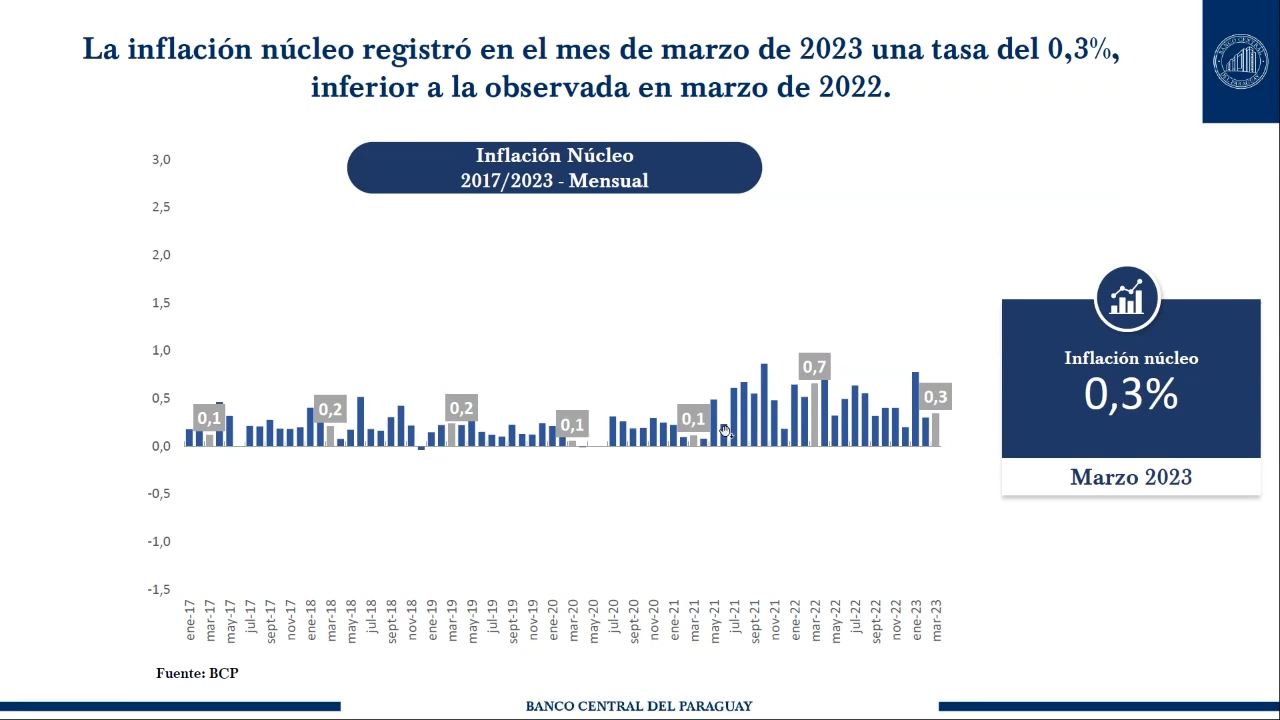 La inflación núcleo registró en el mes de marzo de 2023 una tasa del 0,3%,
inferior a la observada en marzo de 2022.
BANCO CENTRAL
DEL PARAGUAY
Inflación Núcleo
2017/2023 - Mensual
3,0
2,5
2,0
1,5
1,0
0,5
0,0
-0,5
-1,0
-1,5
0,1
0,2
0,2
0,1
0,1
0,7
0,3
ene-17
mar-17
may-17
jul-17
sept-17
nov-17
ene-18
mar-18
may-18
jul-18
sept-18
nov-18
ene-19
mar-19
may-19
jul-19
sept-19
nov-19
ene-20
mar-20
may-20
jul-20
sept-20
nov-20
ene-21
mar-21
may-21
jul-21
sept-21
nov-21
ene-22
mar-22
may-22
jul-22
sept-22
nov-22
ene-23
mar-23
Inflación núcleo
0,3%
Marzo 2023
Fuente: BCP
BANCO CENTRAL DEL PARAGUAY